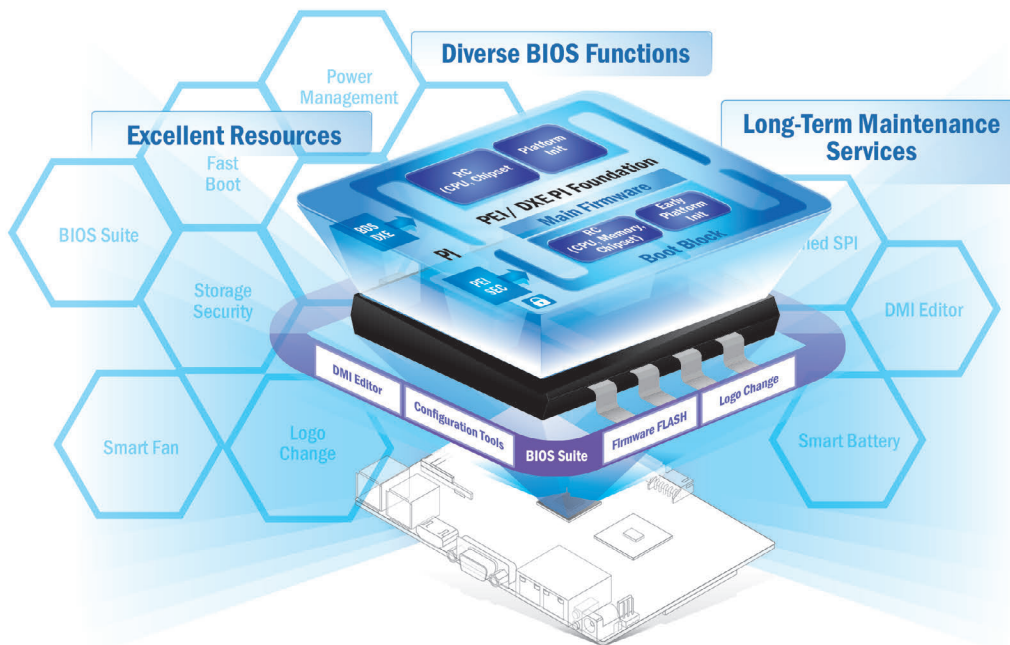 Diverse BIOS Functions
Power
Management
Excellent Resources
Long-Term Maintenance
Services
Fast
Boot
BIOS Suite
Storage
Security
Smart Fan
Logo
Change
SPI
DMI Editor
Smart Battery
RC
(CPU, Chipset
Platform
Init
PEI / DXE PI Foundation
Main Firmware
BDS
DXE
PI
RC
(CPU, Memory,
Chipset)
Early
Platform
Init
Boot Block
PEI
SEC
DMI Editor
Configuration Tools
BIOS Suite
Firmware FLASH
Logo Change